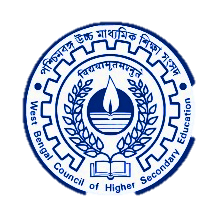 পশ্চিমবঙ্গ উচ্চ মাধ্যমিক শিক্ষা সংসদ
বিদ্যয়ামৃতমশ্নুতে
West Bengal Council of Higher Secondary Education